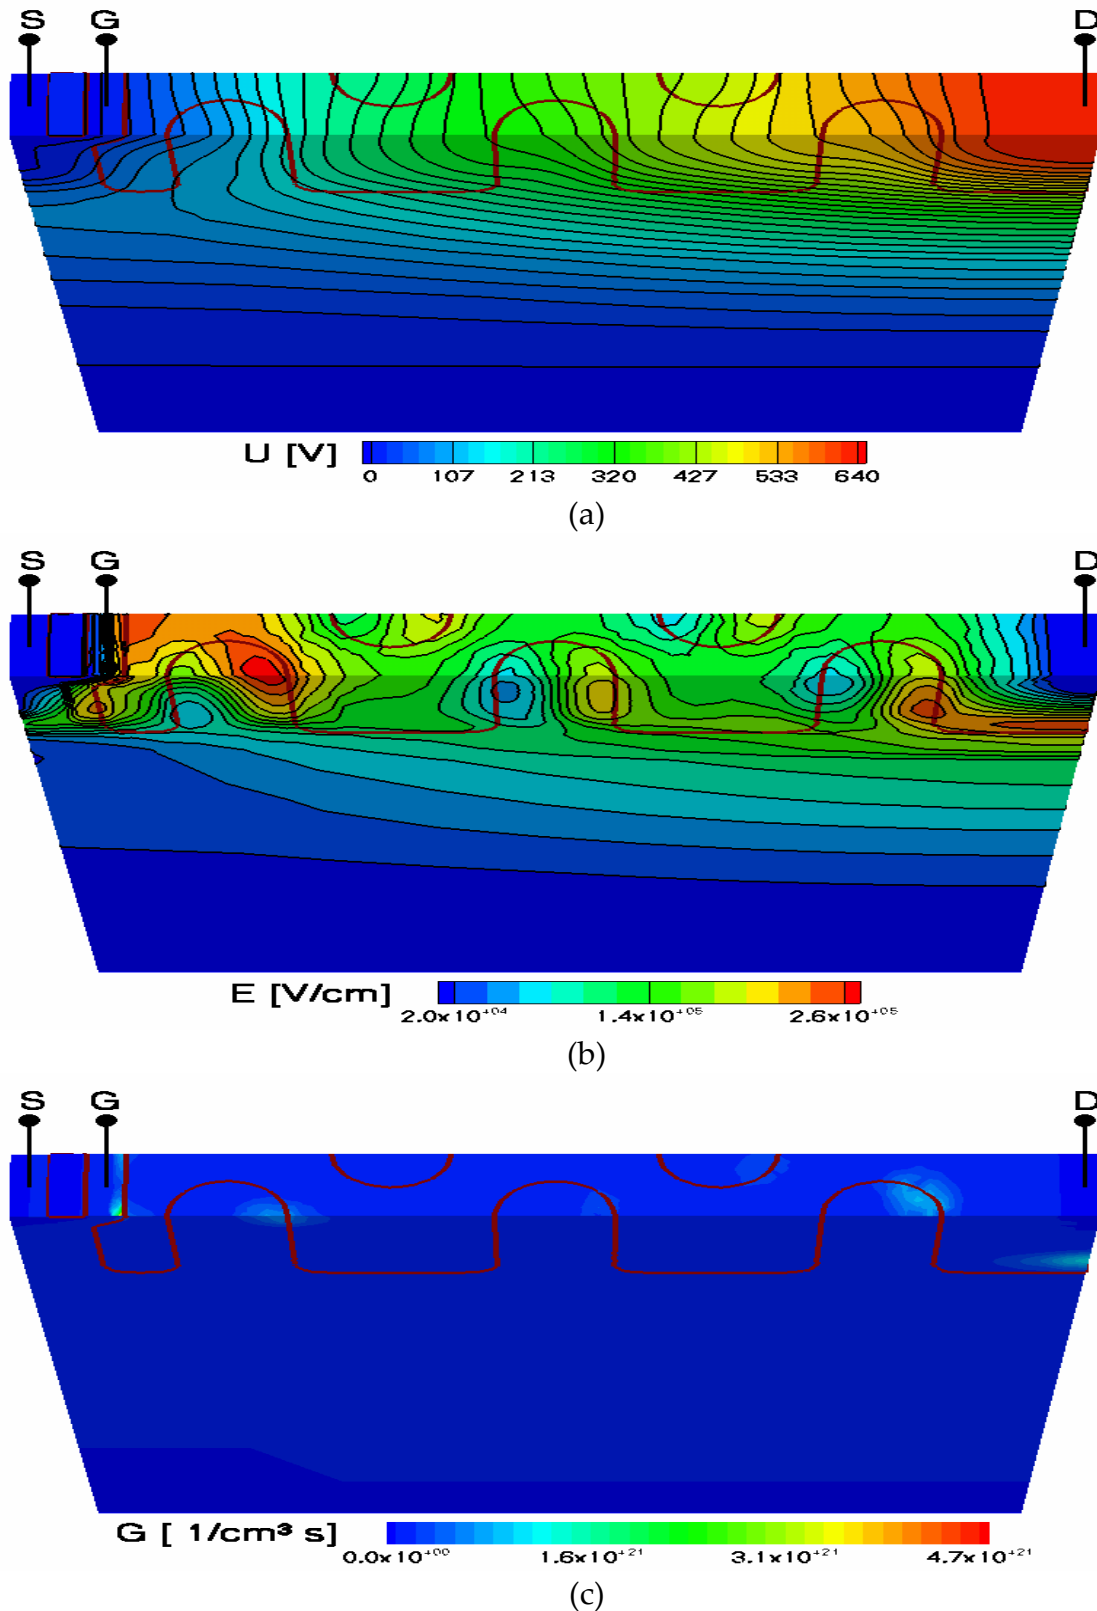 S G D
U [V]
0 107 213 320 427 533 640
(a)
S G D
E [V/cm]
2.0x10⁺⁰⁴ 1.4x10⁺⁰⁵ 2.6x10⁺⁰⁵
(b)
S G D
G [ 1/cm³ s]
0.0x10⁺⁰⁰ 1.6x10⁺²¹ 3.1x10⁺²¹ 4.7x10⁺²¹
(c)